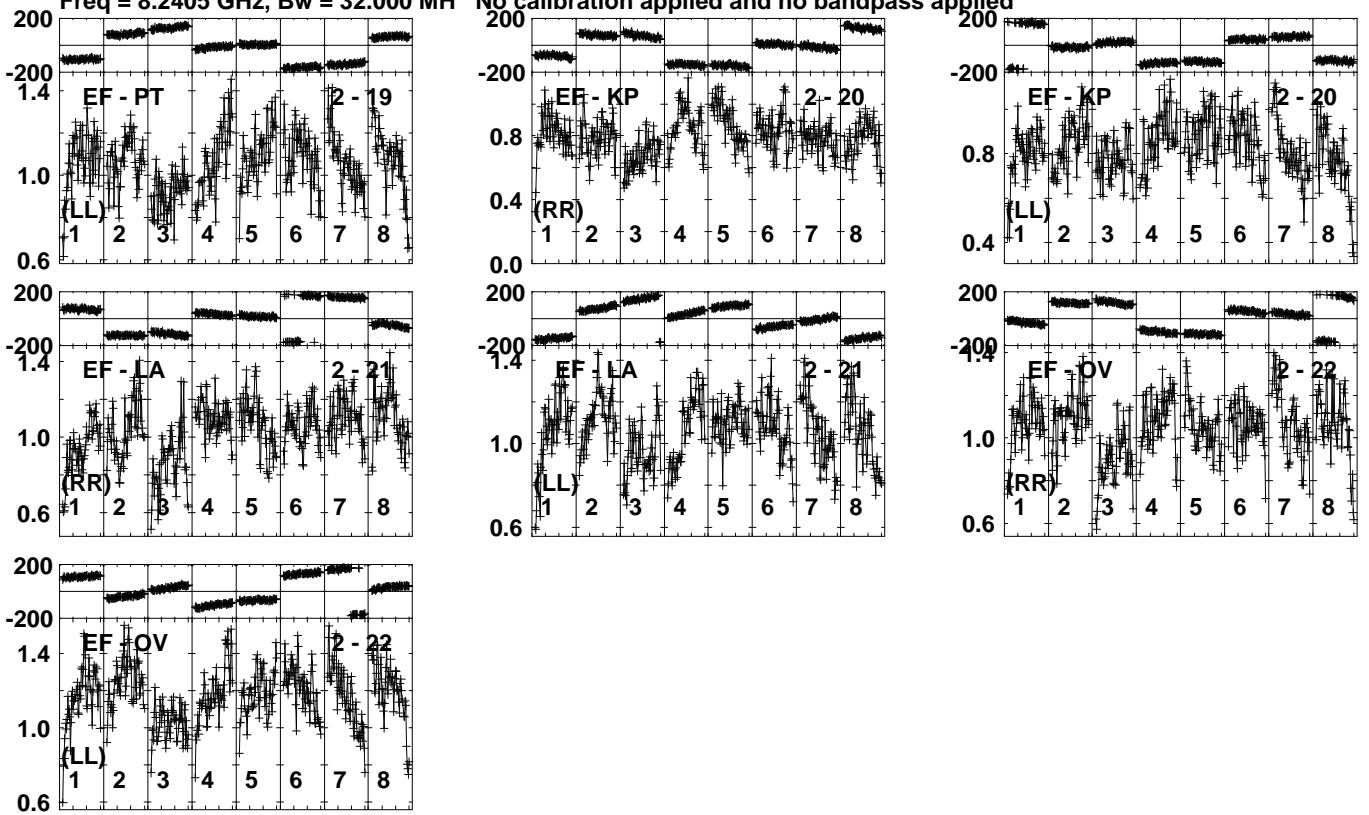 Freq = 8.2405 GHz, Bw = 32.000 MH No calibration applied and no bandpass applied
200
-200
EF - PT 2 - 19
1.4
1.0
0.6
(LL)
1 2 3 4 5 6 7 8
200
-200
EF - KP 2 - 20
0.8
0.4
0.0
(RR)
1 2 3 4 5 6 7 8
200
-200
EF - KP 2 - 20
0.8
0.4
(LL)
1 2 3 4 5 6 7 8
200
-200
EF - LA 2 - 21
1.4
1.0
0.6
(RR)
1 2 3 4 5 6 7 8
200
-200
EF - LA 2 - 21
1.4
1.0
0.6
(LL)
1 2 3 4 5 6 7 8
200
-200
EF - OV 2 - 22
1.4
1.0
0.6
(RR)
1 2 3 4 5 6 7 8
200
-200
EF - OV 2 - 22
1.4
1.0
0.6
(LL)
1 2 3 4 5 6 7 8